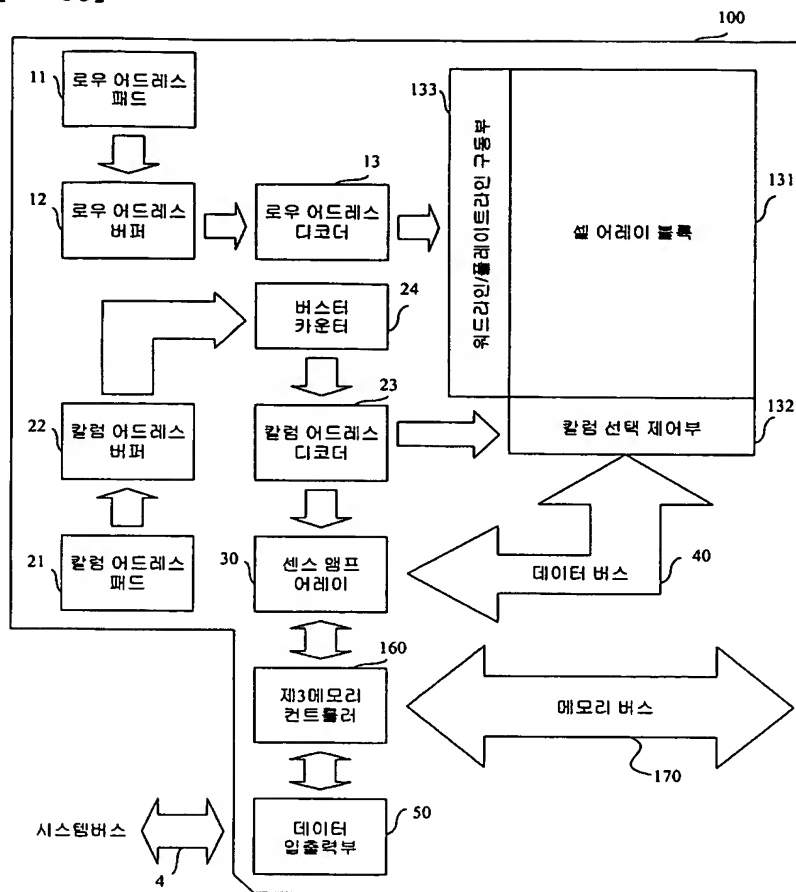 100
11
로우 어드레스
패드
12
로우 어드레스
버퍼
13
로우 어드레스
디코더
133
워드라인/플레이트라인 구동부
셀 어레이 블록
131
버스터
카운터
24
22
칼럼 어드레스
버퍼
23
칼럼 어드레스
디코더
칼럼 선택 제어부
132
21
칼럼 어드레스
패드
30
센스 앰프
어레이
데이터 버스
40
160
제3메모리
컨트롤러
메모리 버스
170
시스템버스
4
데이터
입출력부
50